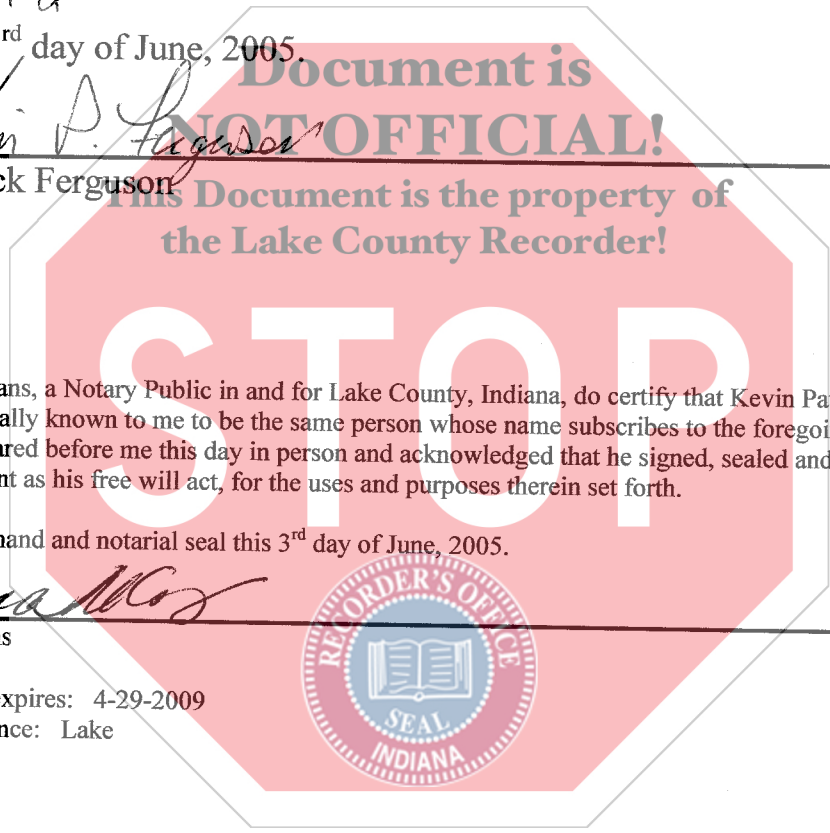 rd day of June, 2005.
Document is
P. Ferguson
NOT OFFICIAL!
ck Ferguson
This Document is the property of
the Lake County Recorder!
STOP
ans, a Notary Public in and for Lake County, Indiana, do certify that Kevin Pa
ally known to me to be the same person whose name subscribes to the foregoi
ared before me this day in person and acknowledged that he signed, sealed and
nt as his free will act, for the uses and purposes therein set forth.
hand and notarial seal this 3rd day of June, 2005.
s
xpires: 4-29-2009
nce: Lake
RECORDER'S OFFICE
SEAL
INDIANA